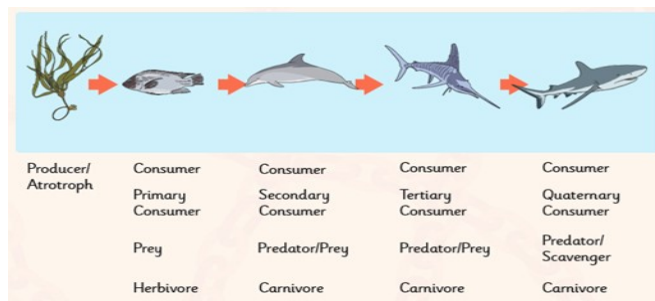 Producer/
Atrotroph
Consumer
Consumer
Consumer
Consumer
Primary
Consumer
Secondary
Consumer
Tertiary
Consumer
Quaternary
Consumer
Prey
Predator/Prey
Predator/Prey
Predator/
Scavenger
Herbivore
Carnivore
Carnivore
Carnivore